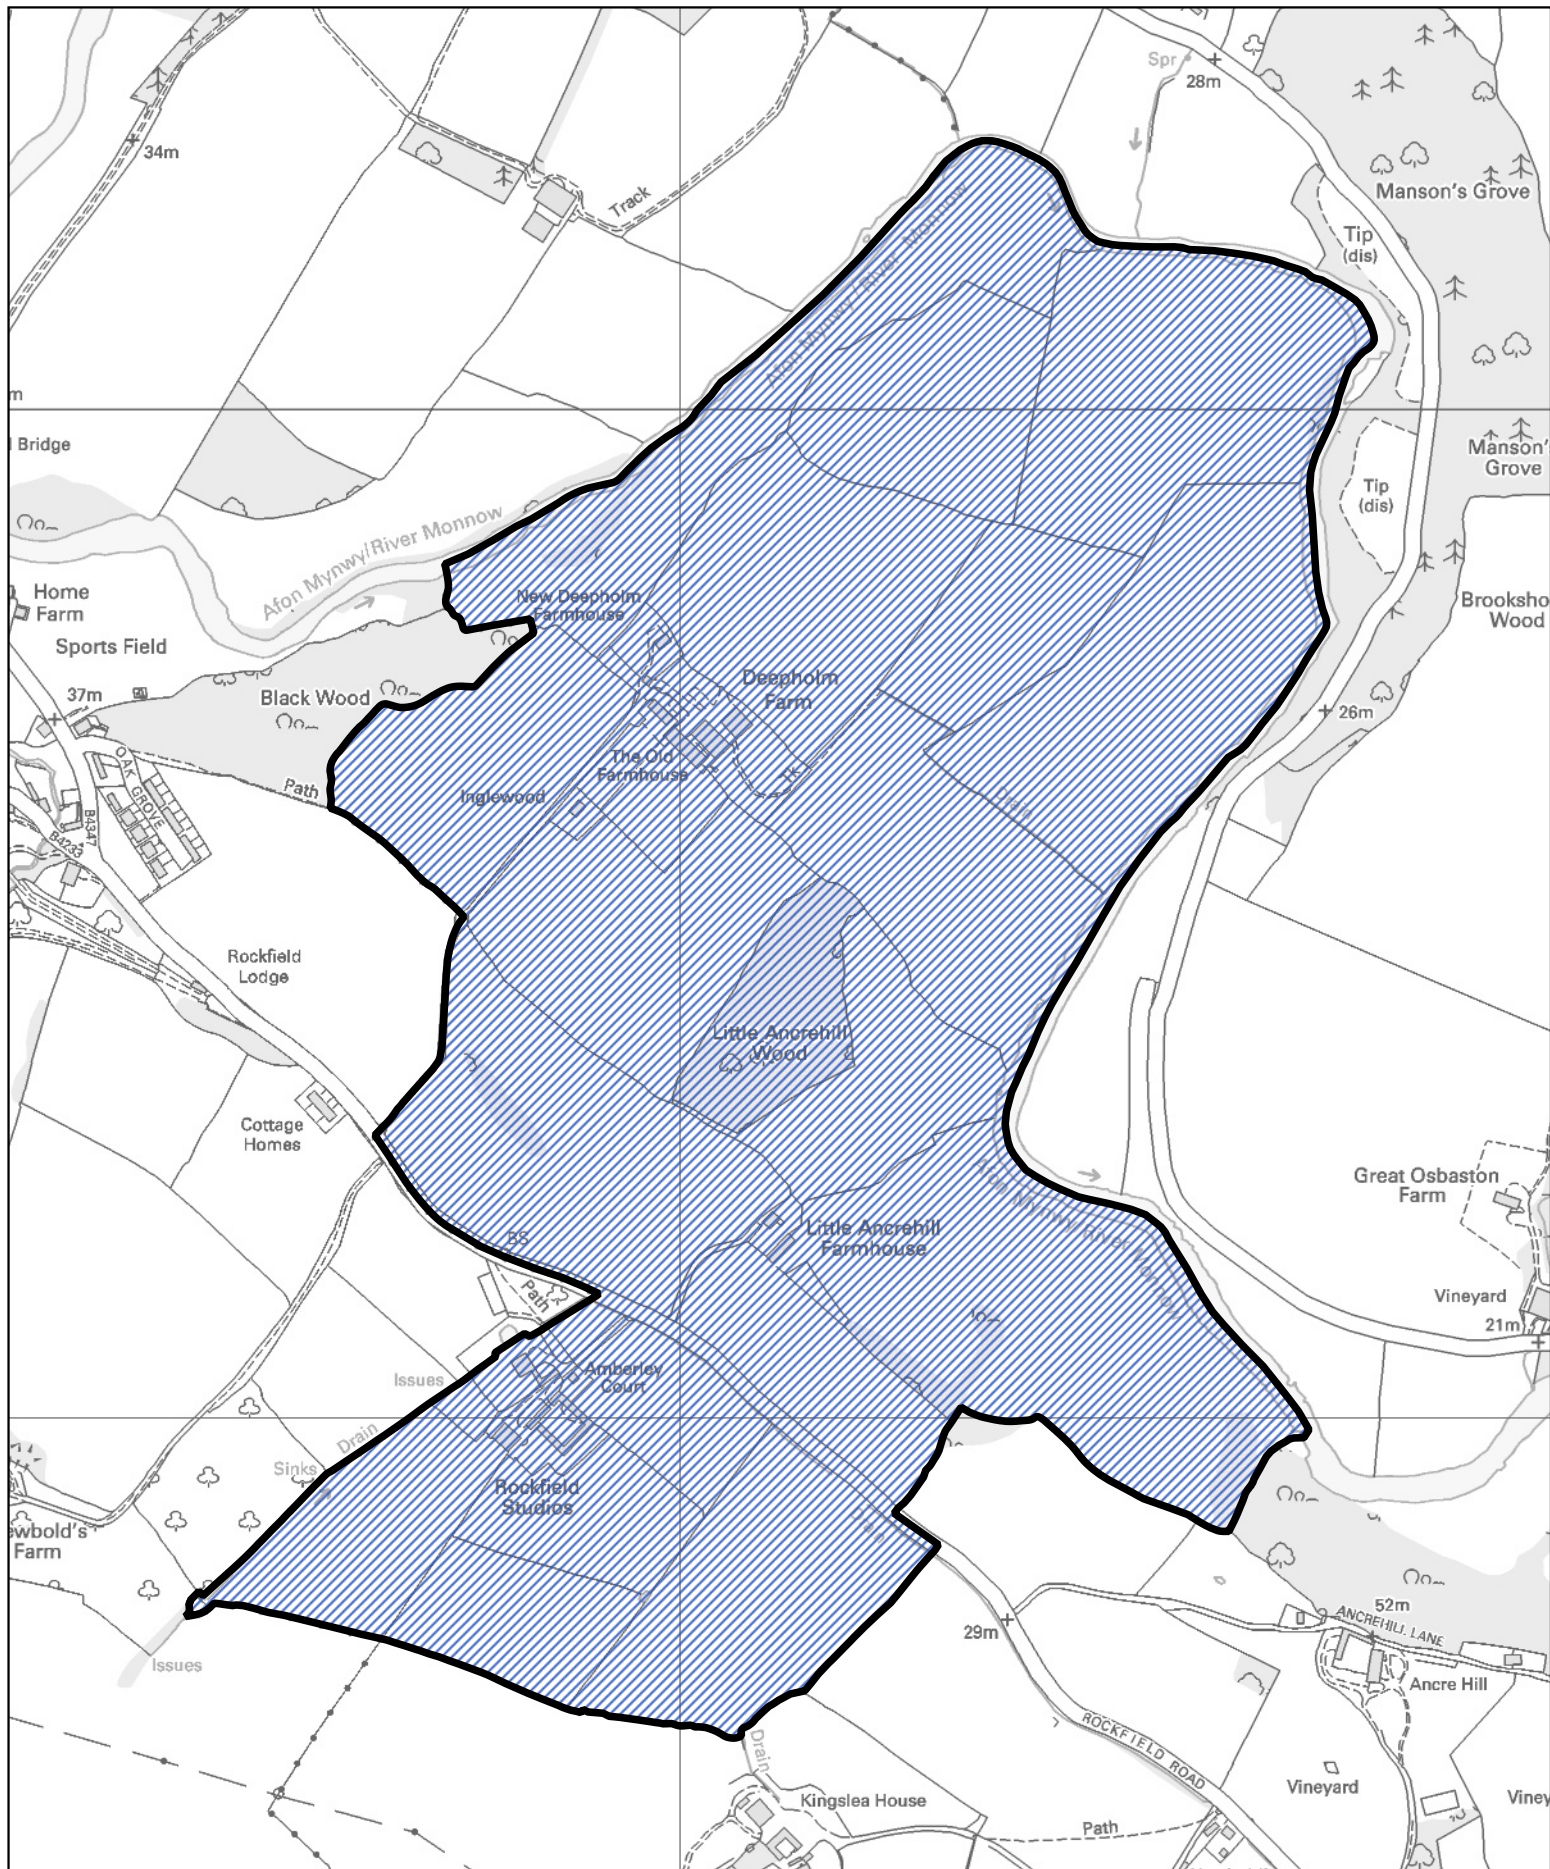 Spr
28m
34m
Manson's Grove
Track
Tip
(dis)
Afon Mynwy/River Monnow
m
l Bridge
Manson'
Grove
Tip
(dis)
Afon Mynwy/River Monnow
Home
Farm
New Deepholm
Farmhouse
Brooksho
Wood
Sports Field
Deepholm
Farm
37m
Black Wood
26m
The Old
Farmhouse
Path
Inglewood
Drain
OAK GROVE
B4347
B4233
Rockfield
Lodge
Little Ancrehill
Wood
Cottage
Homes
Afon Mynwy/River Monnow
Great Osbaston
Farm
BS
Little Ancrehill
Farmhouse
Path
Vineyard
21m
Issues
Amberley
Court
Drain
Sinks
Rockfield
Studios
Drain
ewbold's
Farm
52m
ANCREHILL LANE
29m
Issues
Ancre Hill
ROCKFIELD ROAD
Drain
Vineyard
Viney
Kingslea House
Path